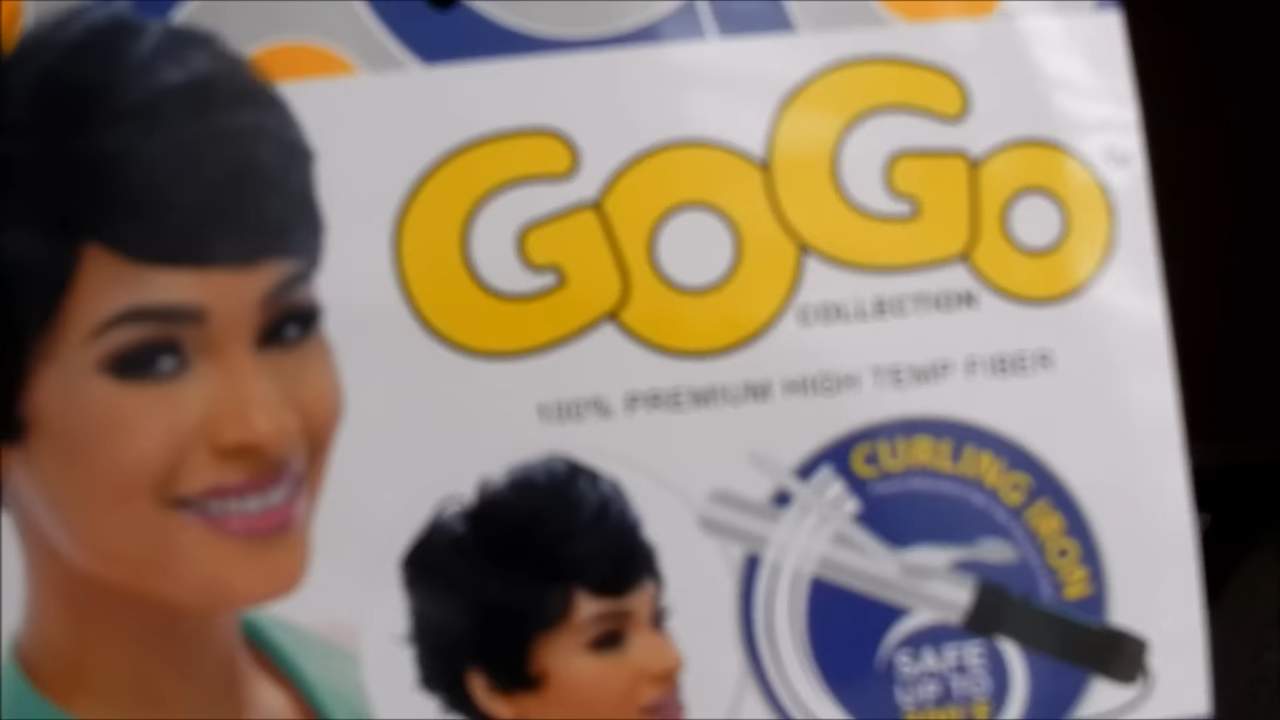 GoGo
COLLECTION
100% PREMIUM HIGH TEMP FIBER
CURLING IRON
SAFE
UP TO